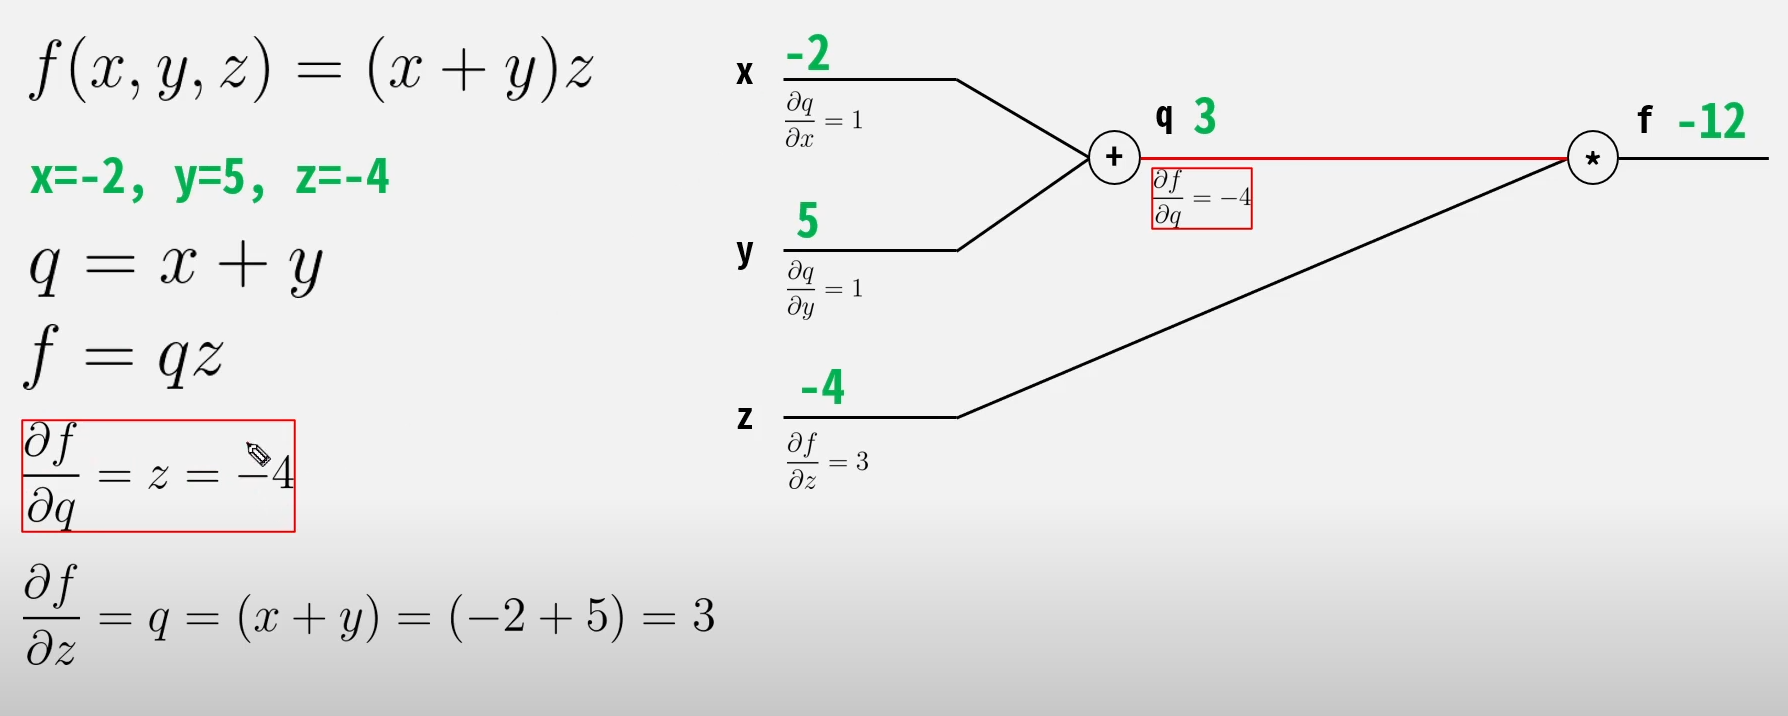 f(x, y, z) = (x + y)z
x=-2, y=5, z=-4
q = x + y
f = qz
∂f/∂q = z = −4
∂f/∂z = q = (x + y) = (−2 + 5) = 3
x -2
∂q/∂x = 1
y 5
∂q/∂y = 1
z -4
∂f/∂z = 3
+
q 3
∂f/∂q = −4
*
f -12